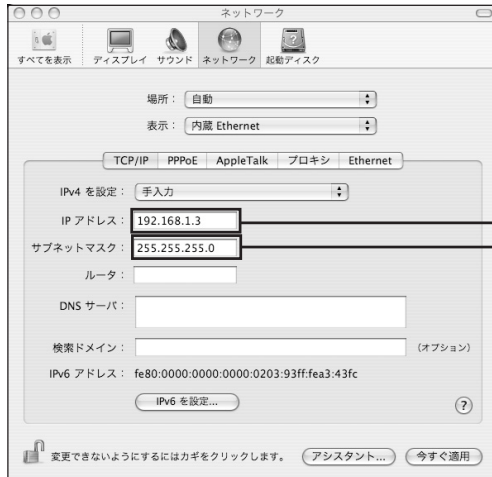 ネットワーク
すべてを表示 ディスプレイ サウンド ネットワーク 起動ディスク
場所： 自動
表示： 内蔵 Ethernet
TCP/IP PPPoE AppleTalk プロキシ Ethernet
IPv4 を設定： 手入力
IP アドレス： 192.168.1.3
サブネットマスク： 255.255.255.0
ルータ：
DNS サーバ：
検索ドメイン： (オプション)
IPv6 アドレス： fe80:0000:0000:0000:0203:93ff:fea3:43fc
IPv6 を設定... ?
変更できないようにするにはカギをクリックします。 アシスタント... 今すぐ適用